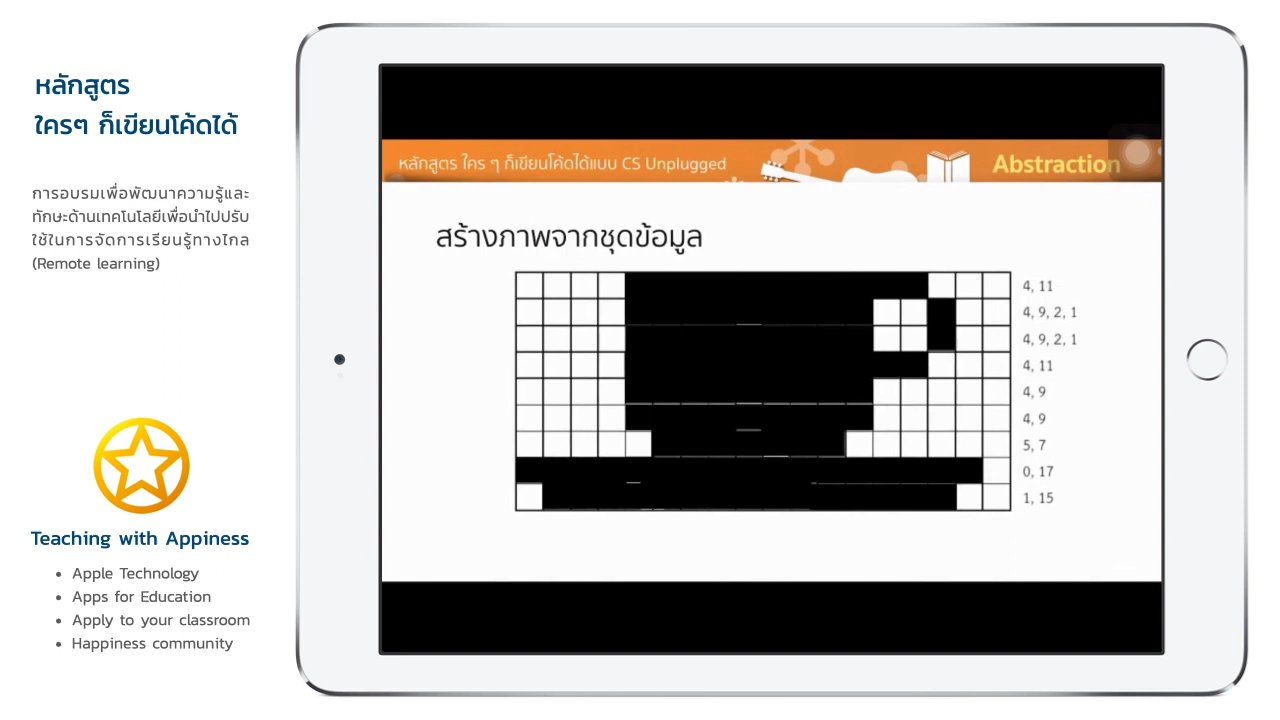 หลักสูตร
ใครๆ ก็เขียนโค้ดได้
การอบรมเพื่อพัฒนาความรู้และ
ทักษะด้านเทคโนโลยีเพื่อนำไปปรับ
ใช้ในการจัดการเรียนรู้ทางไกล
(Remote learning)
Teaching with Appiness
• Apple Technology
• Apps for Education
• Apply to your classroom
• Happiness community
หลักสูตร ใคร ๆ ก็เขียนโค้ดได้แบบ CS Unplugged
Abstraction
สร้างภาพจากชุดข้อมูล
4, 11
4, 9, 2, 1
4, 9, 2, 1
4, 11
4, 9
4, 9
5, 7
0, 17
1, 15